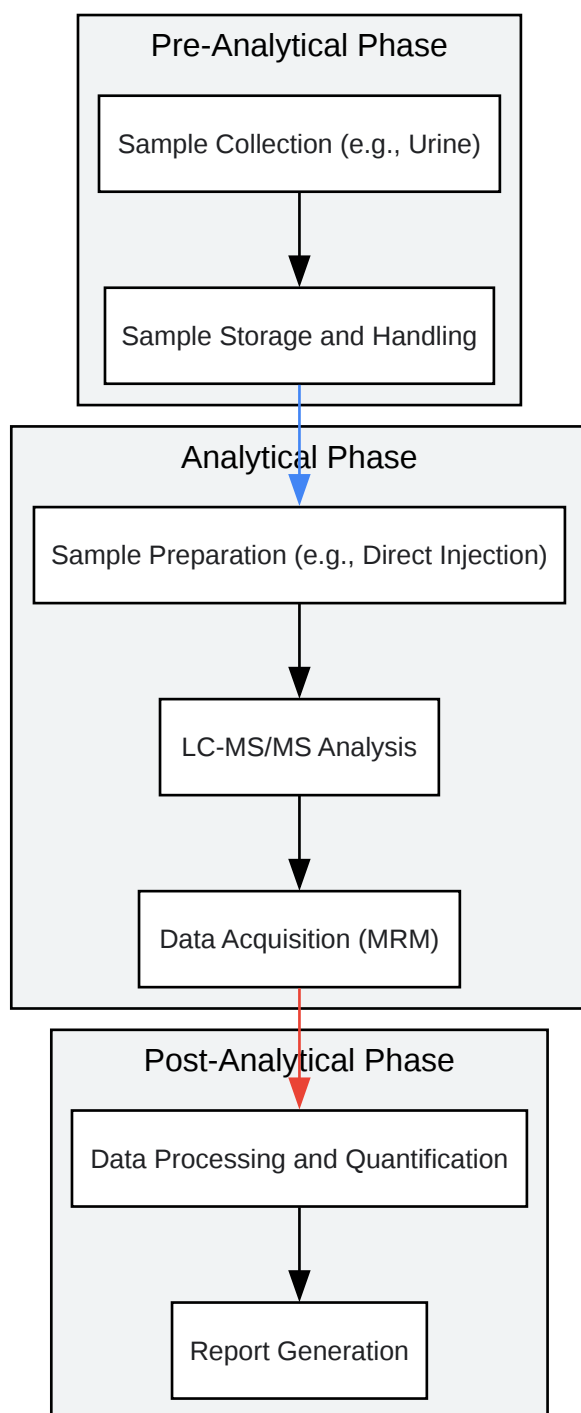 Pre-Analytical Phase
Sample Collection (e.g., Urine)
Sample Storage and Handling
Analytical Phase
Sample Preparation (e.g., Direct Injection)
LC-MS/MS Analysis
Data Acquisition (MRM)
Post-Analytical Phase
Data Processing and Quantification
Report Generation